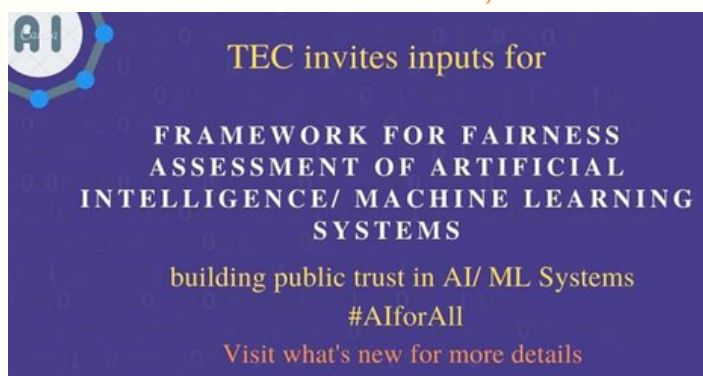 AI
TEC invites inputs for
FRAMEWORK FOR FAIRNESS
ASSESSMENT OF ARTIFICIAL
INTELLIGENCE/ MACHINE LEARNING
SYSTEMS
building public trust in AI/ ML Systems
#AIforAll
Visit what's new for more details